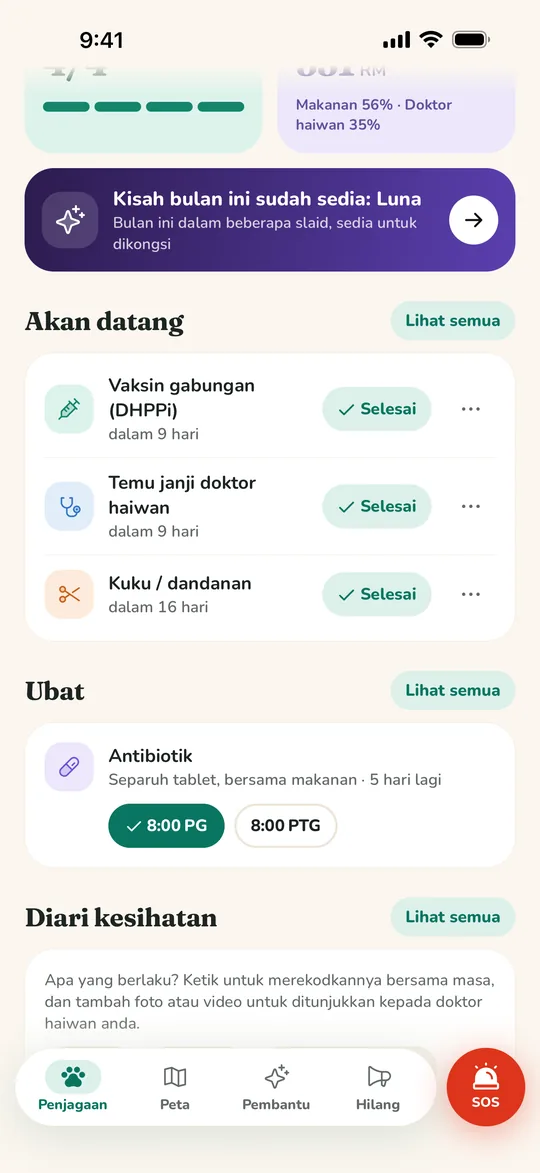 9:41
4/4
RM
Makanan 56% · Doktor
haiwan 35%
Kisah bulan ini sudah sedia: Luna
Bulan ini dalam beberapa slaid, sedia untuk
dikongsi
Akan datang
Lihat semua
Vaksin gabungan
(DHPPi)
dalam 9 hari
Selesai
Temu janji doktor
haiwan
dalam 9 hari
Selesai
Kuku / dandanan
dalam 16 hari
Selesai
Ubat
Lihat semua
Antibiotik
Separuh tablet, bersama makanan · 5 hari lagi
8:00 PG
8:00 PTG
Diari kesihatan
Lihat semua
Apa yang berlaku? Ketik untuk merekodkannya bersama masa,
dan tambah foto atau video untuk ditunjukkan kepada doktor
haiwan anda.
Penjagaan
Peta
Pembantu
Hilang
SOS